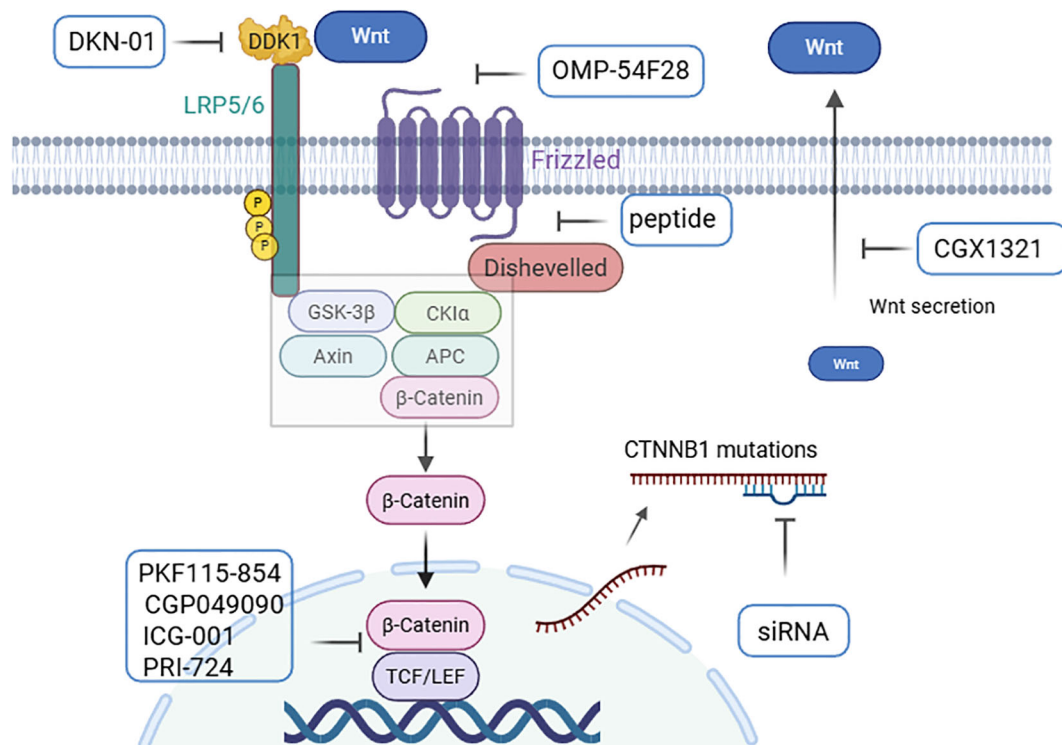 DKN-01
DDK1
Wnt
Wnt
OMP-54F28
LRP5/6
Frizzled
P
P
P
peptide
CGX1321
Dishevelled
Wnt secretion
GSK-3β
CKIα
Axin
APC
Wnt
β-Catenin
CTNNB1 mutations
β-Catenin
PKF115-854
CGP049090
ICG-001
PRI-724
β-Catenin
siRNA
TCF/LEF